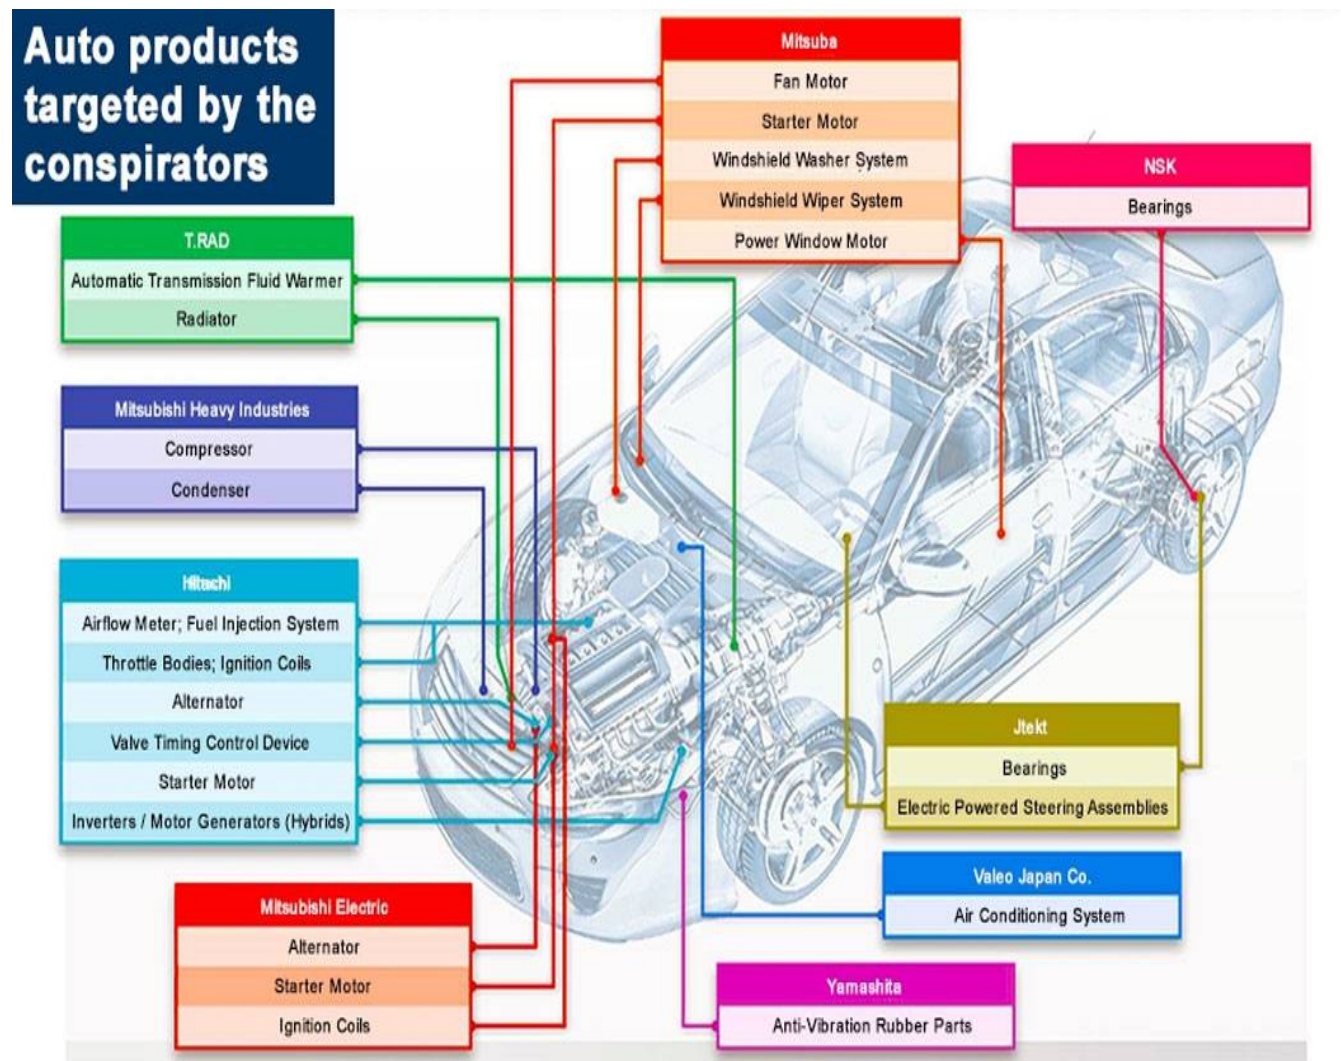 Auto products
targeted by the
conspirators
Mitsuba
Fan Motor
Starter Motor
Windshield Washer System
Windshield Wiper System
Power Window Motor
NSK
Bearings
T.RAD
Automatic Transmission Fluid Warmer
Radiator
Mitsubishi Heavy Industries
Compressor
Condenser
Hitachi
Airflow Meter; Fuel Injection System
Throttle Bodies; Ignition Coils
Alternator
Valve Timing Control Device
Starter Motor
Inverters / Motor Generators (Hybrids)
Jtekt
Bearings
Electric Powered Steering Assemblies
Valeo Japan Co.
Air Conditioning System
Mitsubishi Electric
Alternator
Starter Motor
Ignition Coils
Yamashita
Anti-Vibration Rubber Parts